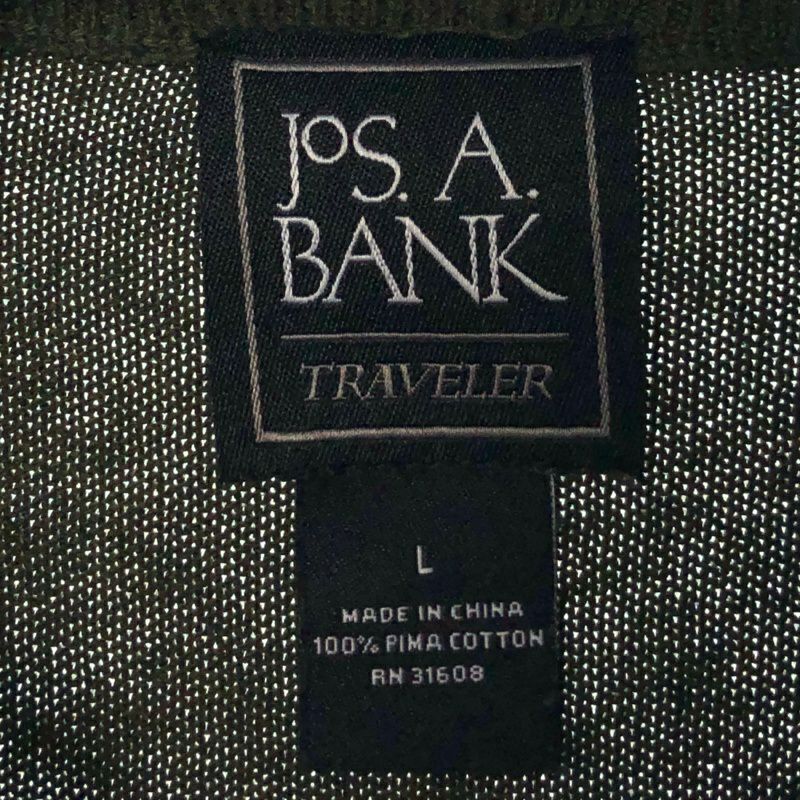 JoS. A.
BANK
TRAVELER
L
MADE IN CHINA
100% PIMA COTTON
RN 31608